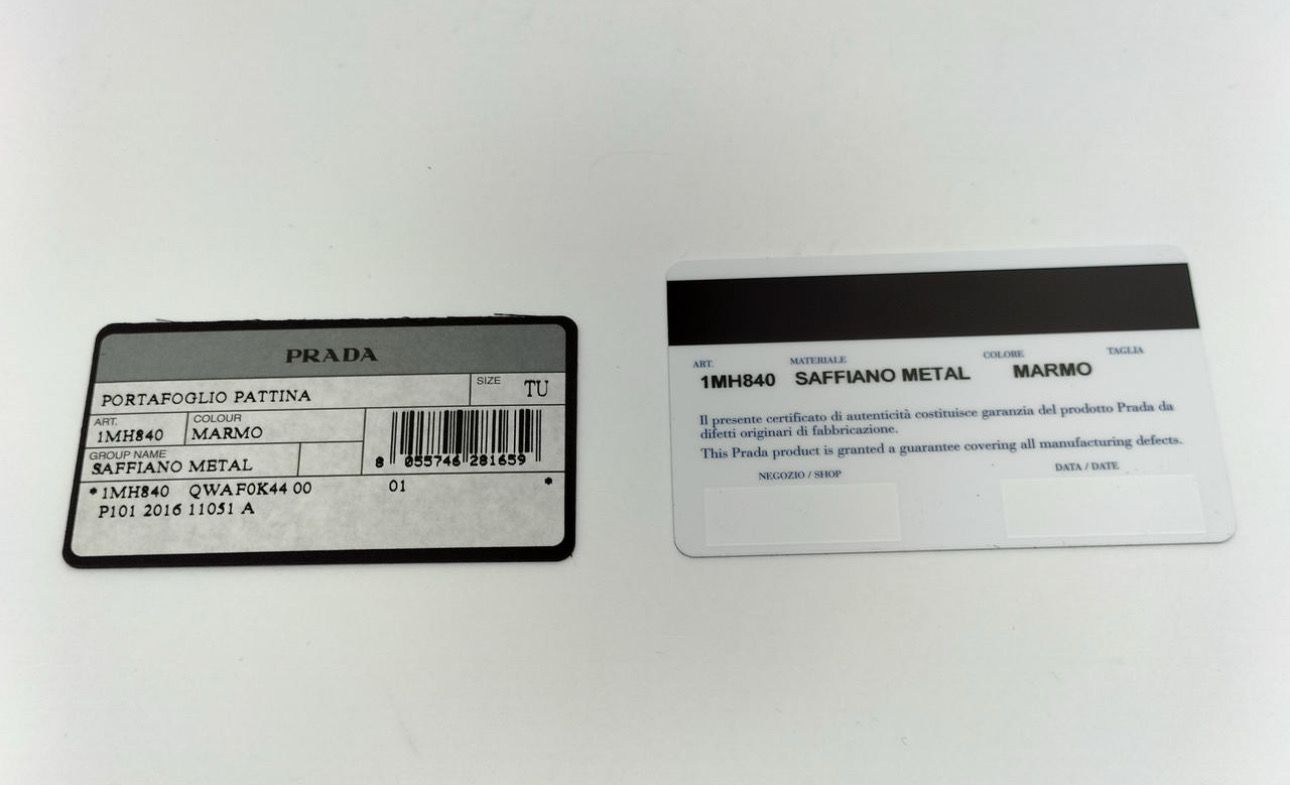 PRADA
PORTAFOGLIO PATTINA
SIZE
TU
ART.
1MH840
COLOUR
MARMO
GROUP NAME
SAFFIANO METAL
8 055746 281659
*1MH840 QWAF0K44 00 01 *
P101 2016 11051 A
ART. MATERIALE COLORE TAGLIA
1MH840 SAFFIANO METAL MARMO
Il presente certificato di autenticità costituisce garanzia del prodotto Prada da
difetti originari di fabbricazione.
This Prada product is granted a guarantee covering all manufacturing defects.
NEGOZIO / SHOP DATA / DATE